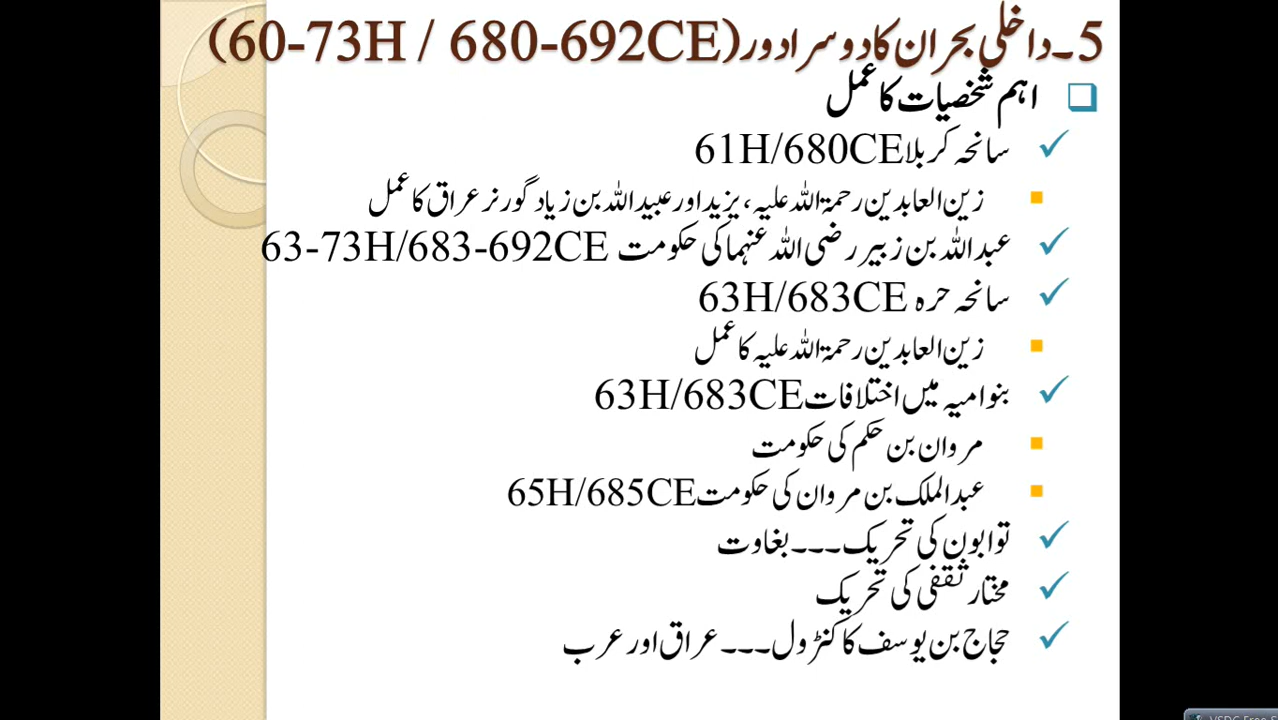 5۔داخلی بحران کا دوسرا دور (60-73H / 680-692CE)
اہم شخصیات کا عمل
سانحہ کربلا 61H/680CE
زین العابدین رحمۃ اللہ علیہ، یزید اور عبید اللہ بن زیاد گورنر عراق کا عمل
عبداللہ بن زبیر رضی اللہ عنہما کی حکومت 63-73H/683-692CE
سانحہ حرہ 63H/683CE
زین العابدین رحمۃ اللہ علیہ کا عمل
بنو امیہ میں اختلافات 63H/683CE
مروان بن حکم کی حکومت
عبدالملک بن مروان کی حکومت 65H/685CE
توابون کی تحریک۔۔۔بغاوت
مختار ثقفی کی تحریک
حجاج بن یوسف کا کنٹرول۔۔۔عراق اور عرب